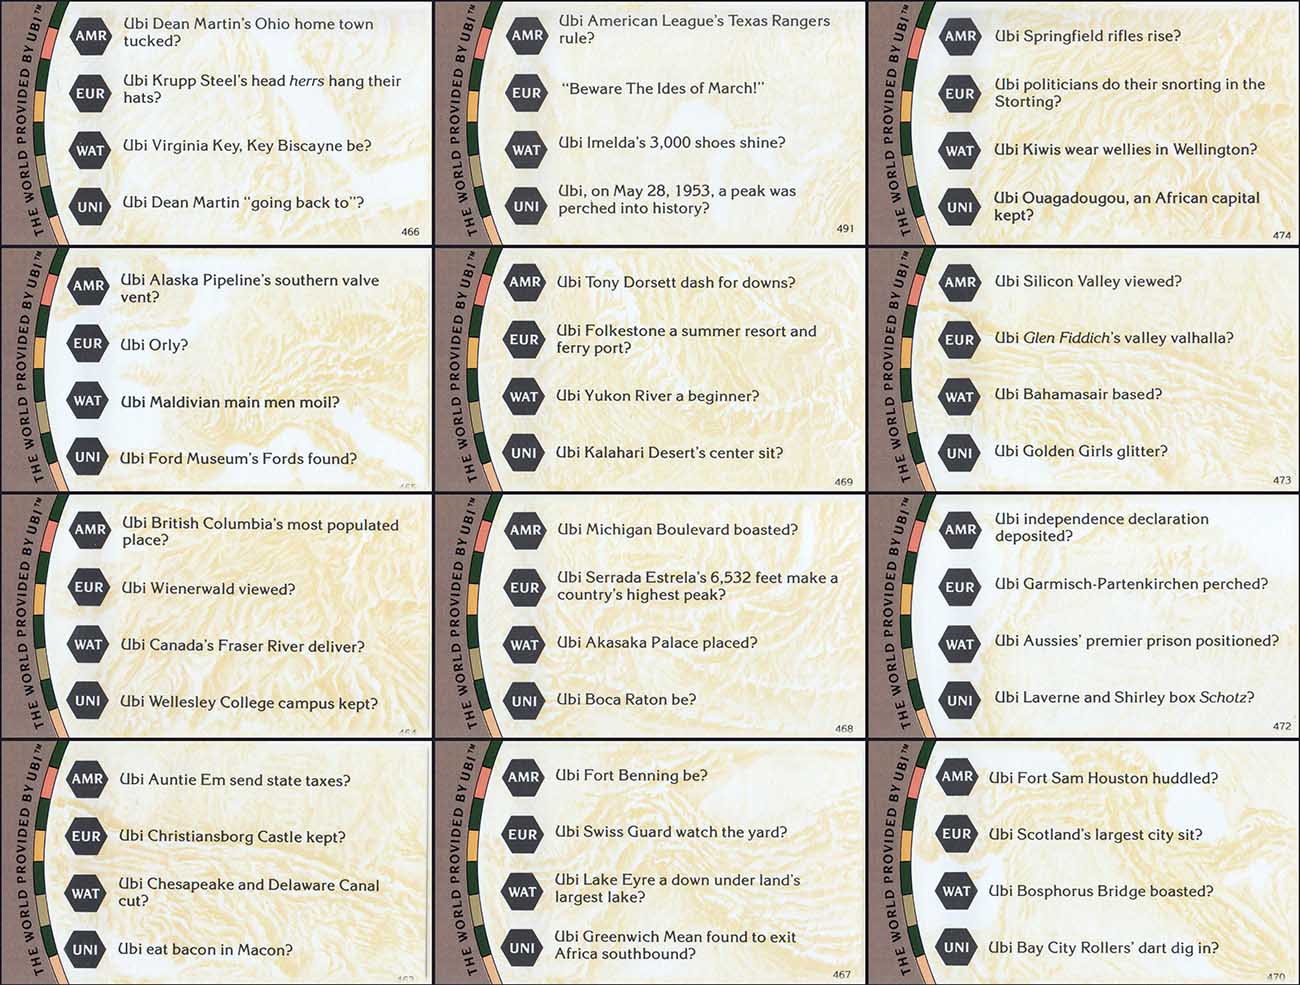 THE WORLD PROVIDED BY UBI™
AMR
Ubi Dean Martin's Ohio home town
tucked?
EUR
Ubi Krupp Steel's head herrs hang their
hats?
WAT
Ubi Virginia Key, Key Biscayne be?
UNI
Ubi Dean Martin "going back to"?
466
THE WORLD PROVIDED BY UBI™
AMR
Ubi American League's Texas Rangers
rule?
EUR
"Beware The Ides of March!"
WAT
Ubi Imelda's 3,000 shoes shine?
UNI
Ubi, on May 28, 1953, a peak was
perched into history?
491
THE WORLD PROVIDED BY UBI™
AMR
Ubi Springfield rifles rise?
EUR
Ubi politicians do their snorting in the
Storting?
WAT
Ubi Kiwis wear wellies in Wellington?
UNI
Ubi Ouagadougou, an African capital
kept?
474
THE WORLD PROVIDED BY UBI™
AMR
Ubi Alaska Pipeline's southern valve
vent?
EUR
Ubi Orly?
WAT
Ubi Maldivian main men moil?
UNI
Ubi Ford Museum's Fords found?
465
THE WORLD PROVIDED BY UBI™
AMR
Ubi Tony Dorsett dash for downs?
EUR
Ubi Folkestone a summer resort and
ferry port?
WAT
Ubi Yukon River a beginner?
UNI
Ubi Kalahari Desert's center sit?
469
THE WORLD PROVIDED BY UBI™
AMR
Ubi Silicon Valley viewed?
EUR
Ubi Glen Fiddich's valley valhalla?
WAT
Ubi Bahamasair based?
UNI
Ubi Golden Girls glitter?
473
THE WORLD PROVIDED BY UBI™
AMR
Ubi British Columbia's most populated
place?
EUR
Ubi Wienerwald viewed?
WAT
Ubi Canada's Fraser River deliver?
UNI
Ubi Wellesley College campus kept?
464
THE WORLD PROVIDED BY UBI™
AMR
Ubi Michigan Boulevard boasted?
EUR
Ubi Serrada Estrela's 6,532 feet make a
country's highest peak?
WAT
Ubi Akasaka Palace placed?
UNI
Ubi Boca Raton be?
468
THE WORLD PROVIDED BY UBI™
AMR
Ubi independence declaration
deposited?
EUR
Ubi Garmisch-Partenkirchen perched?
WAT
Ubi Aussies' premier prison positioned?
UNI
Ubi Laverne and Shirley box Schotz?
472
THE WORLD PROVIDED BY UBI™
AMR
Ubi Auntie Em send state taxes?
EUR
Ubi Christiansborg Castle kept?
WAT
Ubi Chesapeake and Delaware Canal
cut?
UNI
Ubi eat bacon in Macon?
THE WORLD PROVIDED BY UBI™
AMR
Ubi Fort Benning be?
EUR
Ubi Swiss Guard watch the yard?
WAT
Ubi Lake Eyre a down under land's
largest lake?
UNI
Ubi Greenwich Mean found to exit
Africa southbound?
467
THE WORLD PROVIDED BY UBI™
AMR
Ubi Fort Sam Houston huddled?
EUR
Ubi Scotland's largest city sit?
WAT
Ubi Bosphorus Bridge boasted?
UNI
Ubi Bay City Rollers' dart dig in?
470